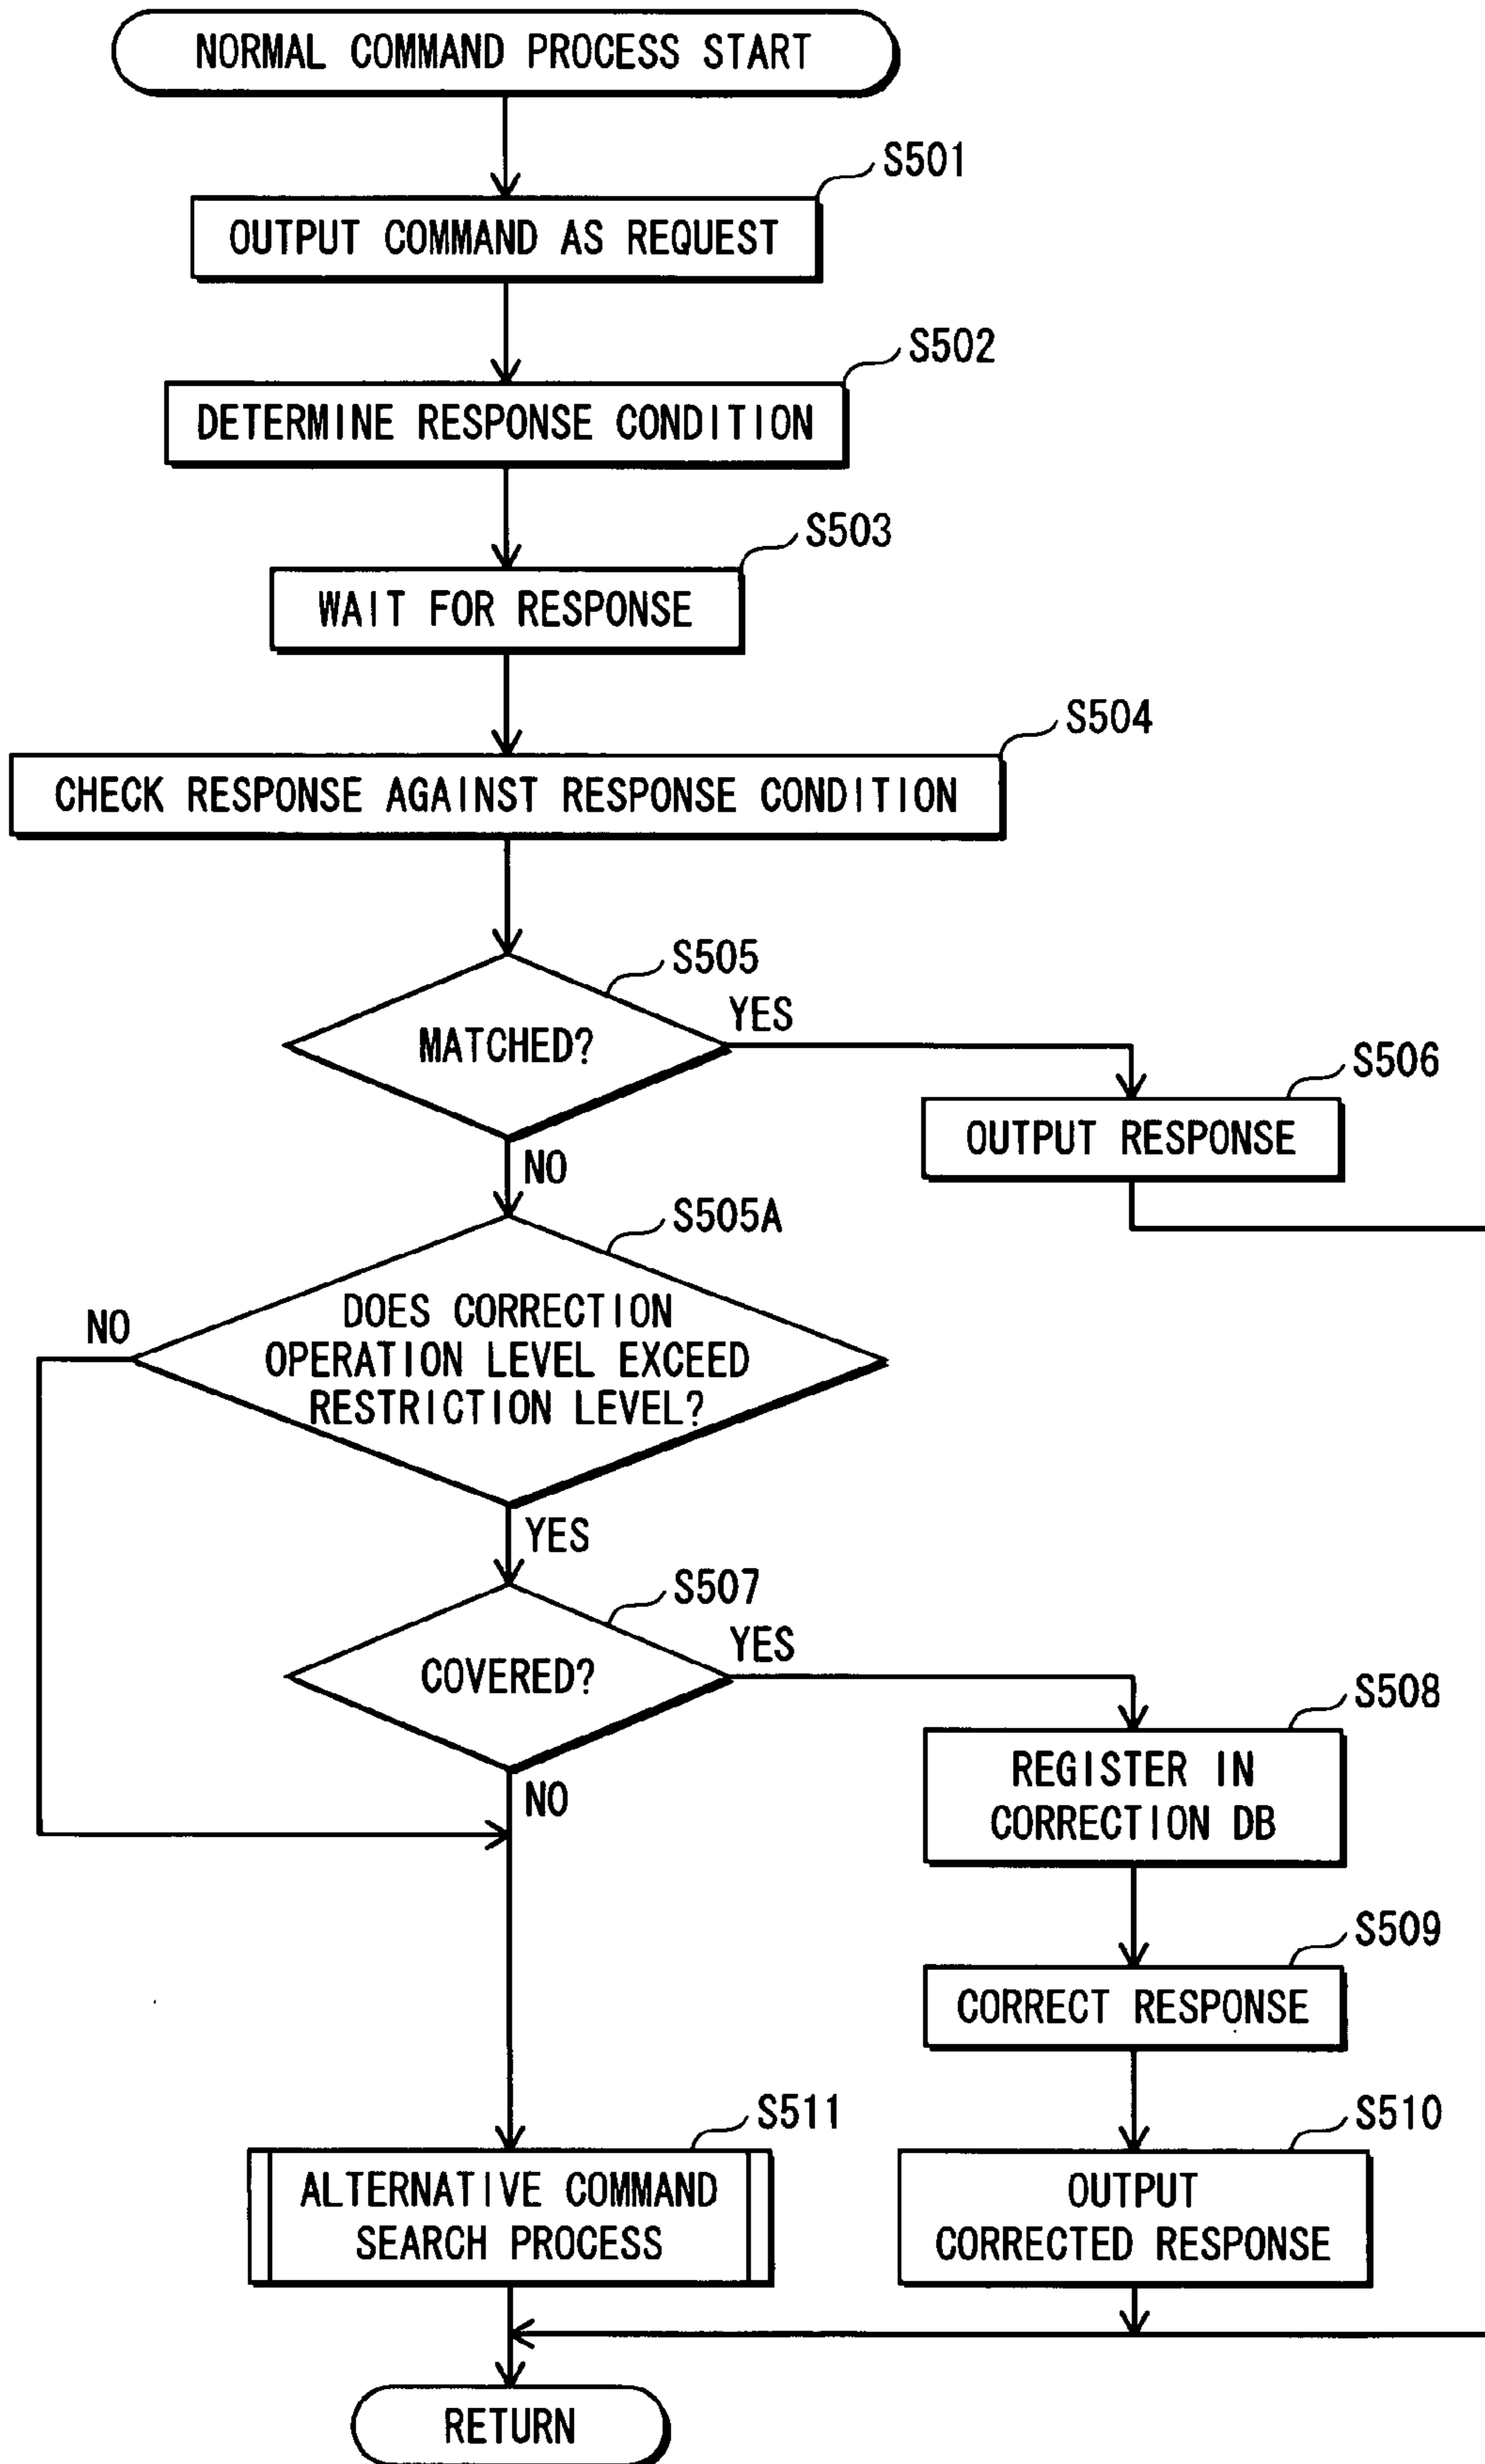 NORMAL COMMAND PROCESS START
S501
OUTPUT COMMAND AS REQUEST
S502
DETERMINE RESPONSE CONDITION
S503
WAIT FOR RESPONSE
S504
CHECK RESPONSE AGAINST RESPONSE CONDITION
S505
MATCHED?
YES
S506
OUTPUT RESPONSE
NO
S505A
DOES CORRECTION
OPERATION LEVEL EXCEED
RESTRICTION LEVEL?
NO
YES
S507
COVERED?
YES
S508
REGISTER IN
CORRECTION DB
NO
S509
CORRECT RESPONSE
S511
ALTERNATIVE COMMAND
SEARCH PROCESS
S510
OUTPUT
CORRECTED RESPONSE
RETURN